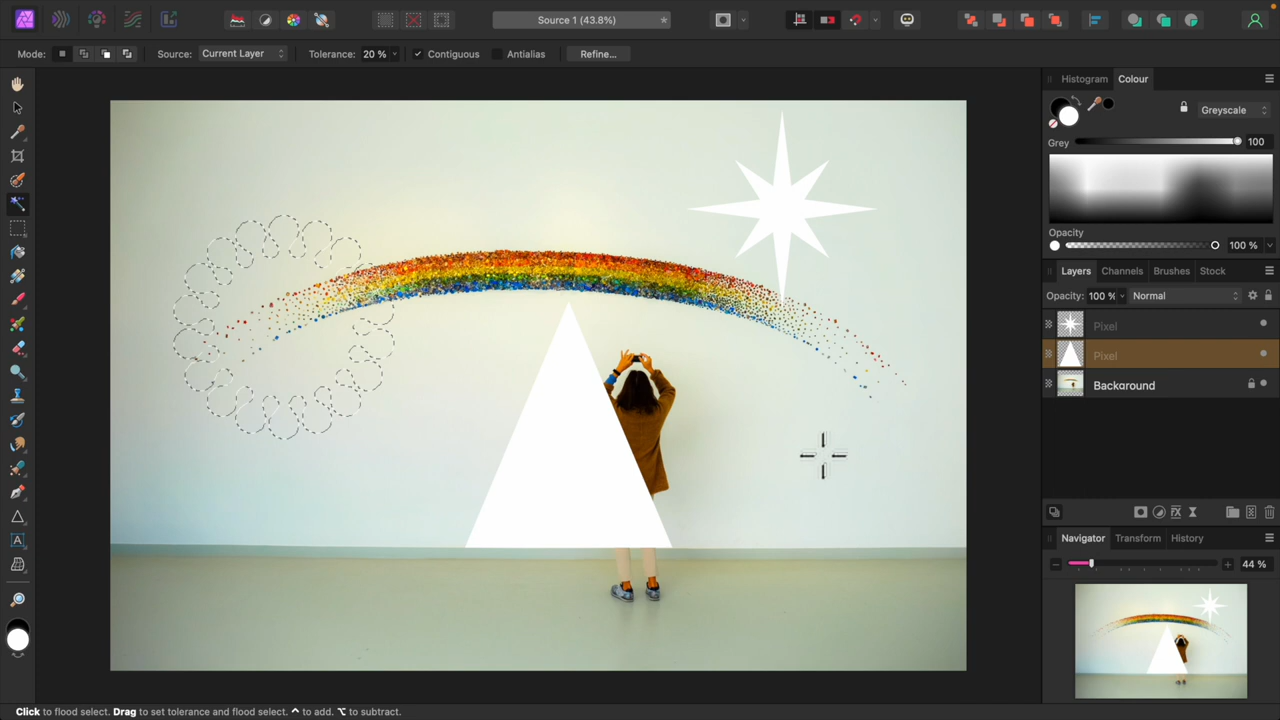 Source 1 (43.8%)
Mode:
Source: Current Layer
Tolerance: 20 %
Contiguous
Antialias
Refine...
Histogram Colour
Greyscale
Grey 100
Opacity
100 %
Layers Channels Brushes Stock
Opacity: 100 % Normal
Pixel
Pixel
Background
Navigator Transform History
44 %
Click to flood select. Drag to set tolerance and flood select. ^ to add. ⌥ to subtract.